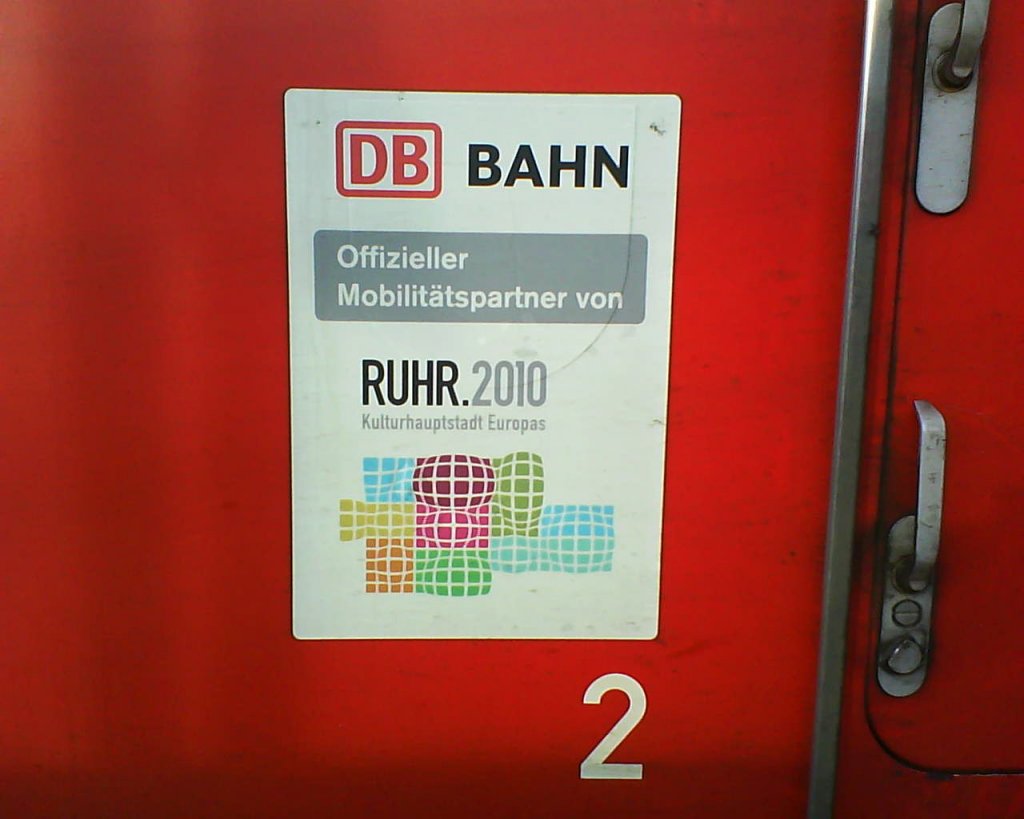 DB BAHN
Offizieller
Mobilitätspartner von
RUHR.2010
Kulturhauptstadt Europas
2